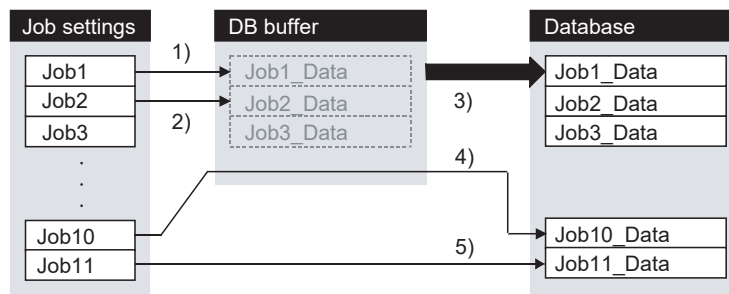 Job settings
DB buffer
Database
1)
Job1
Job1_Data
Job1_Data
Job2
Job2_Data
3)
Job2_Data
2)
Job3
Job3_Data
Job3_Data
4)
.
.
.
Job10
Job10_Data
5)
Job11
Job11_Data